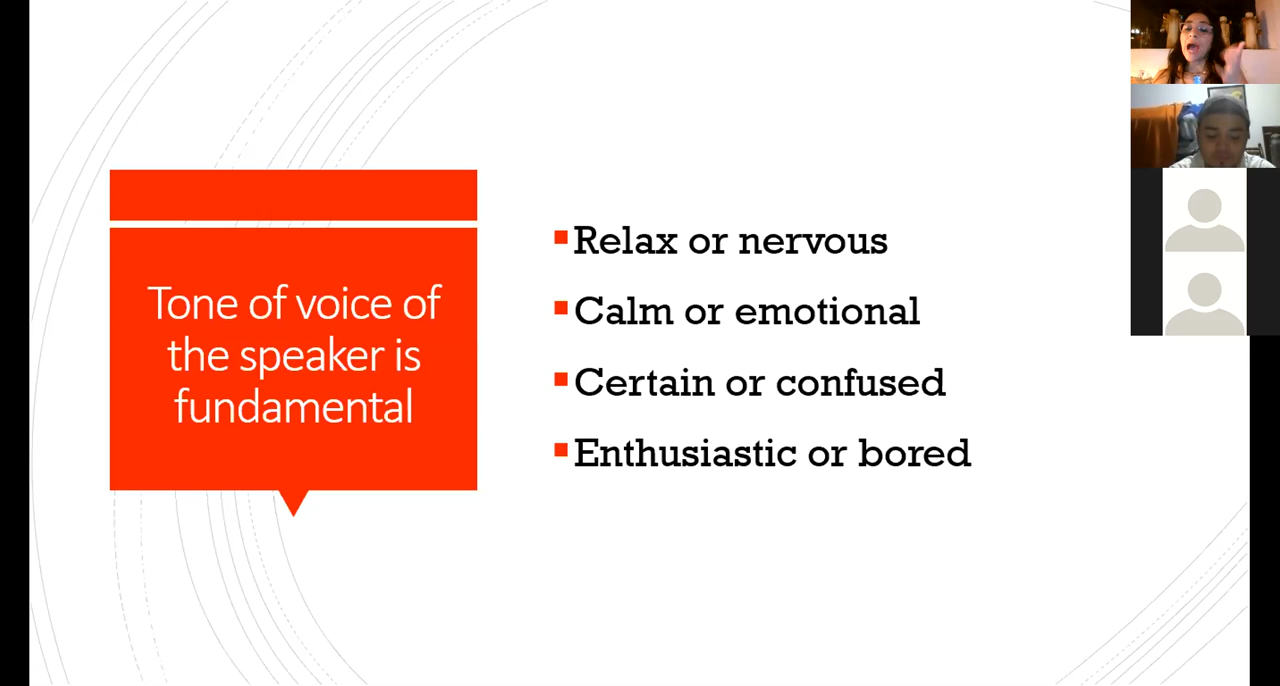 Tone of voice of
the speaker is
fundamental
Relax or nervous
Calm or emotional
Certain or confused
Enthusiastic or bored